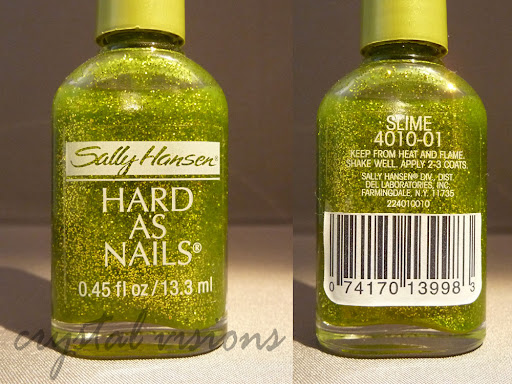 Sally Hansen®
HARD
AS
NAILS®
0.45 fl oz/13.3 ml
crystal visions
SLIME
4010-01
KEEP FROM HEAT AND FLAME.
SHAKE WELL. APPLY 2-3 COATS.
SALLY HANSEN® DIV., DIST.
DEL LABORATORIES, INC.
FARMINGDALE, N.Y. 11735
224010010
0 74170 13998 3